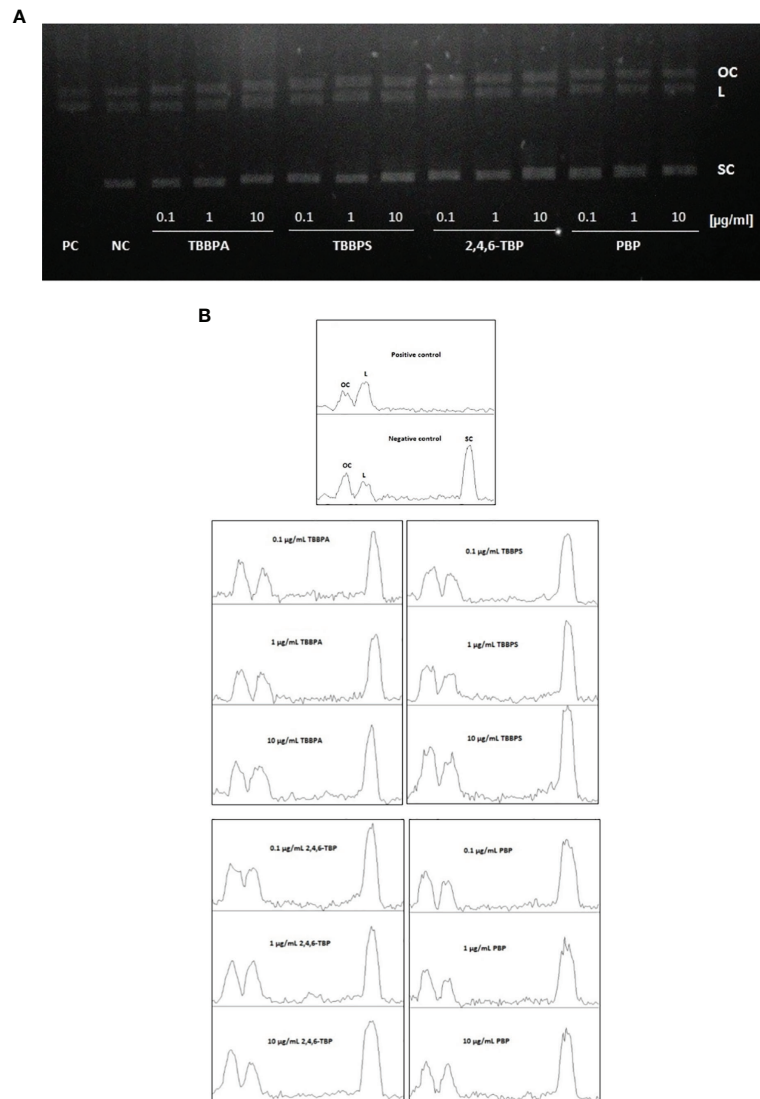 A
OC
L
SC
0.1 1 10 0.1 1 10 0.1 1 10 0.1 1 10 [µg/ml]
PC NC TBBPA TBBPS 2,4,6-TBP PBP
B
Positive control
OC L
Negative control
OC L SC
0.1 µg/mL TBBPA
1 µg/mL TBBPA
10 µg/mL TBBPA
0.1 µg/mL TBBPS
1 µg/mL TBBPS
10 µg/mL TBBPS
0.1 µg/mL 2,4,6-TBP
1 µg/mL 2,4,6-TBP
10 µg/mL 2,4,6-TBP
0.1 µg/mL PBP
1 µg/mL PBP
10 µg/mL PBP